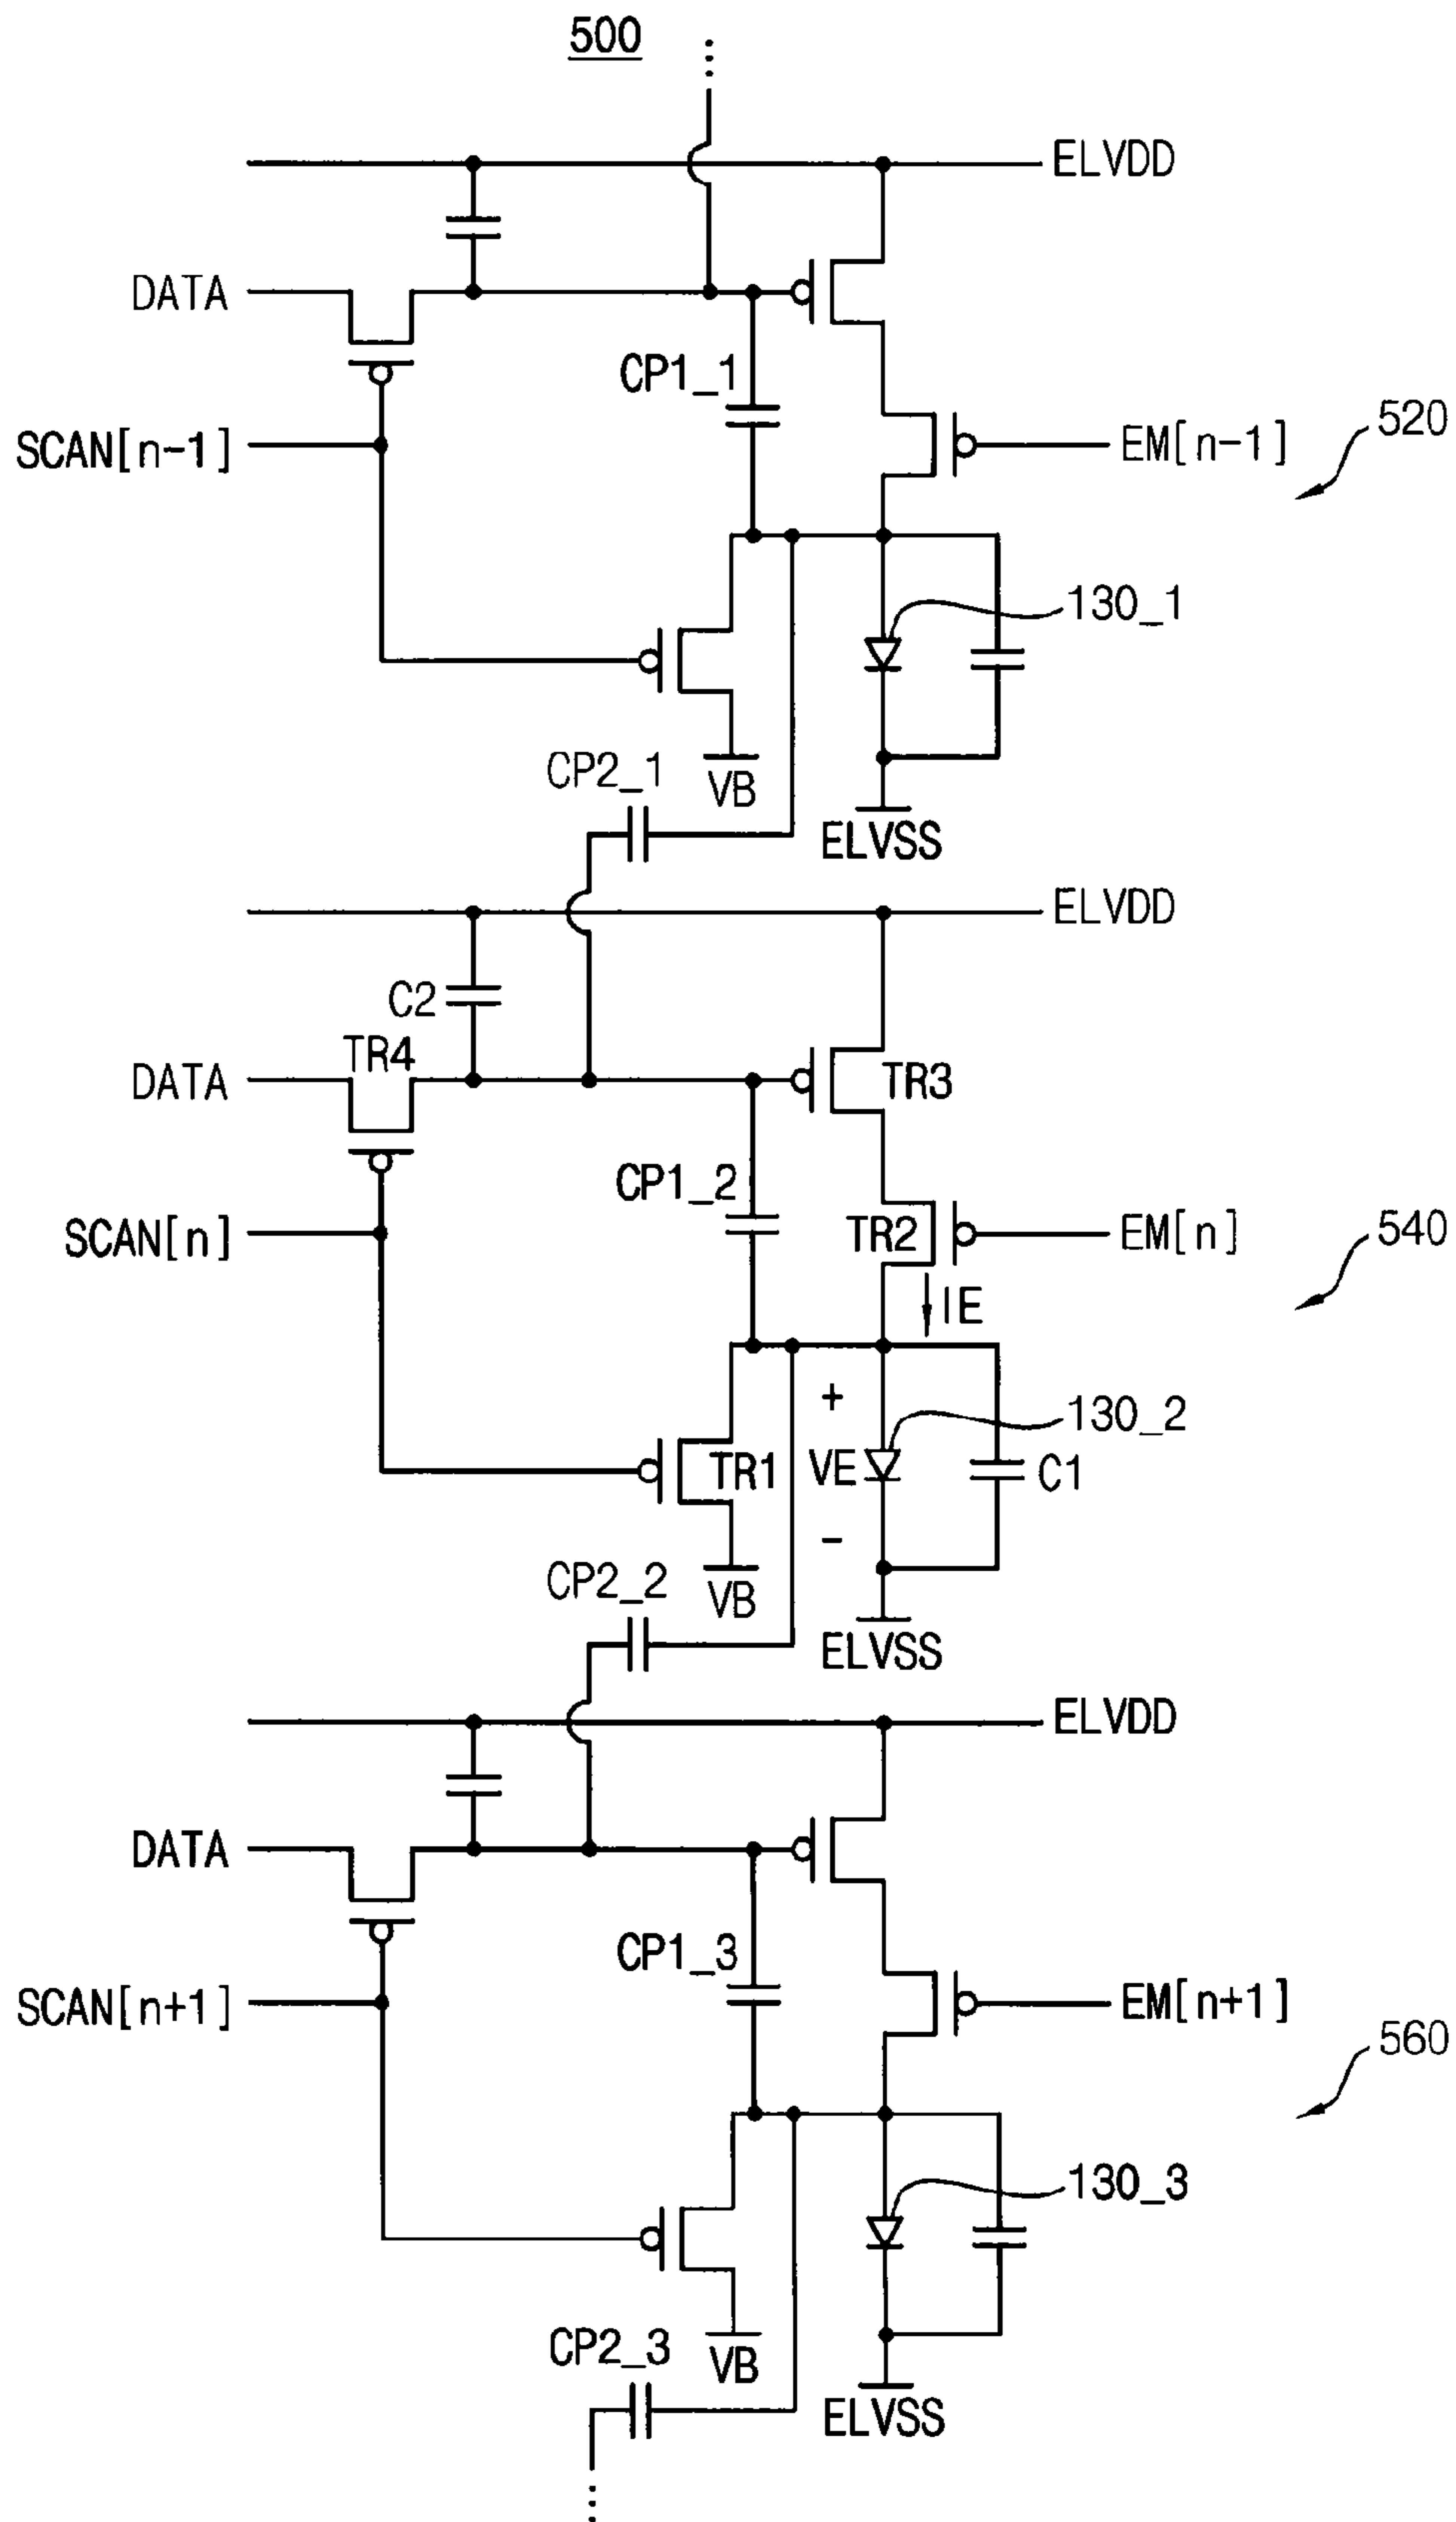 500
ELVDD
DATA
CP1_1
SCAN[n-1]
EM[n-1]
520
130_1
CP2_1
VB
ELVSS
ELVDD
C2
TR4
DATA
TR3
CP1_2
SCAN[n]
TR2
EM[n]
540
IE
+
130_2
TR1
VE
C1
-
CP2_2
VB
ELVSS
ELVDD
DATA
CP1_3
SCAN[n+1]
EM[n+1]
560
130_3
CP2_3
VB
ELVSS